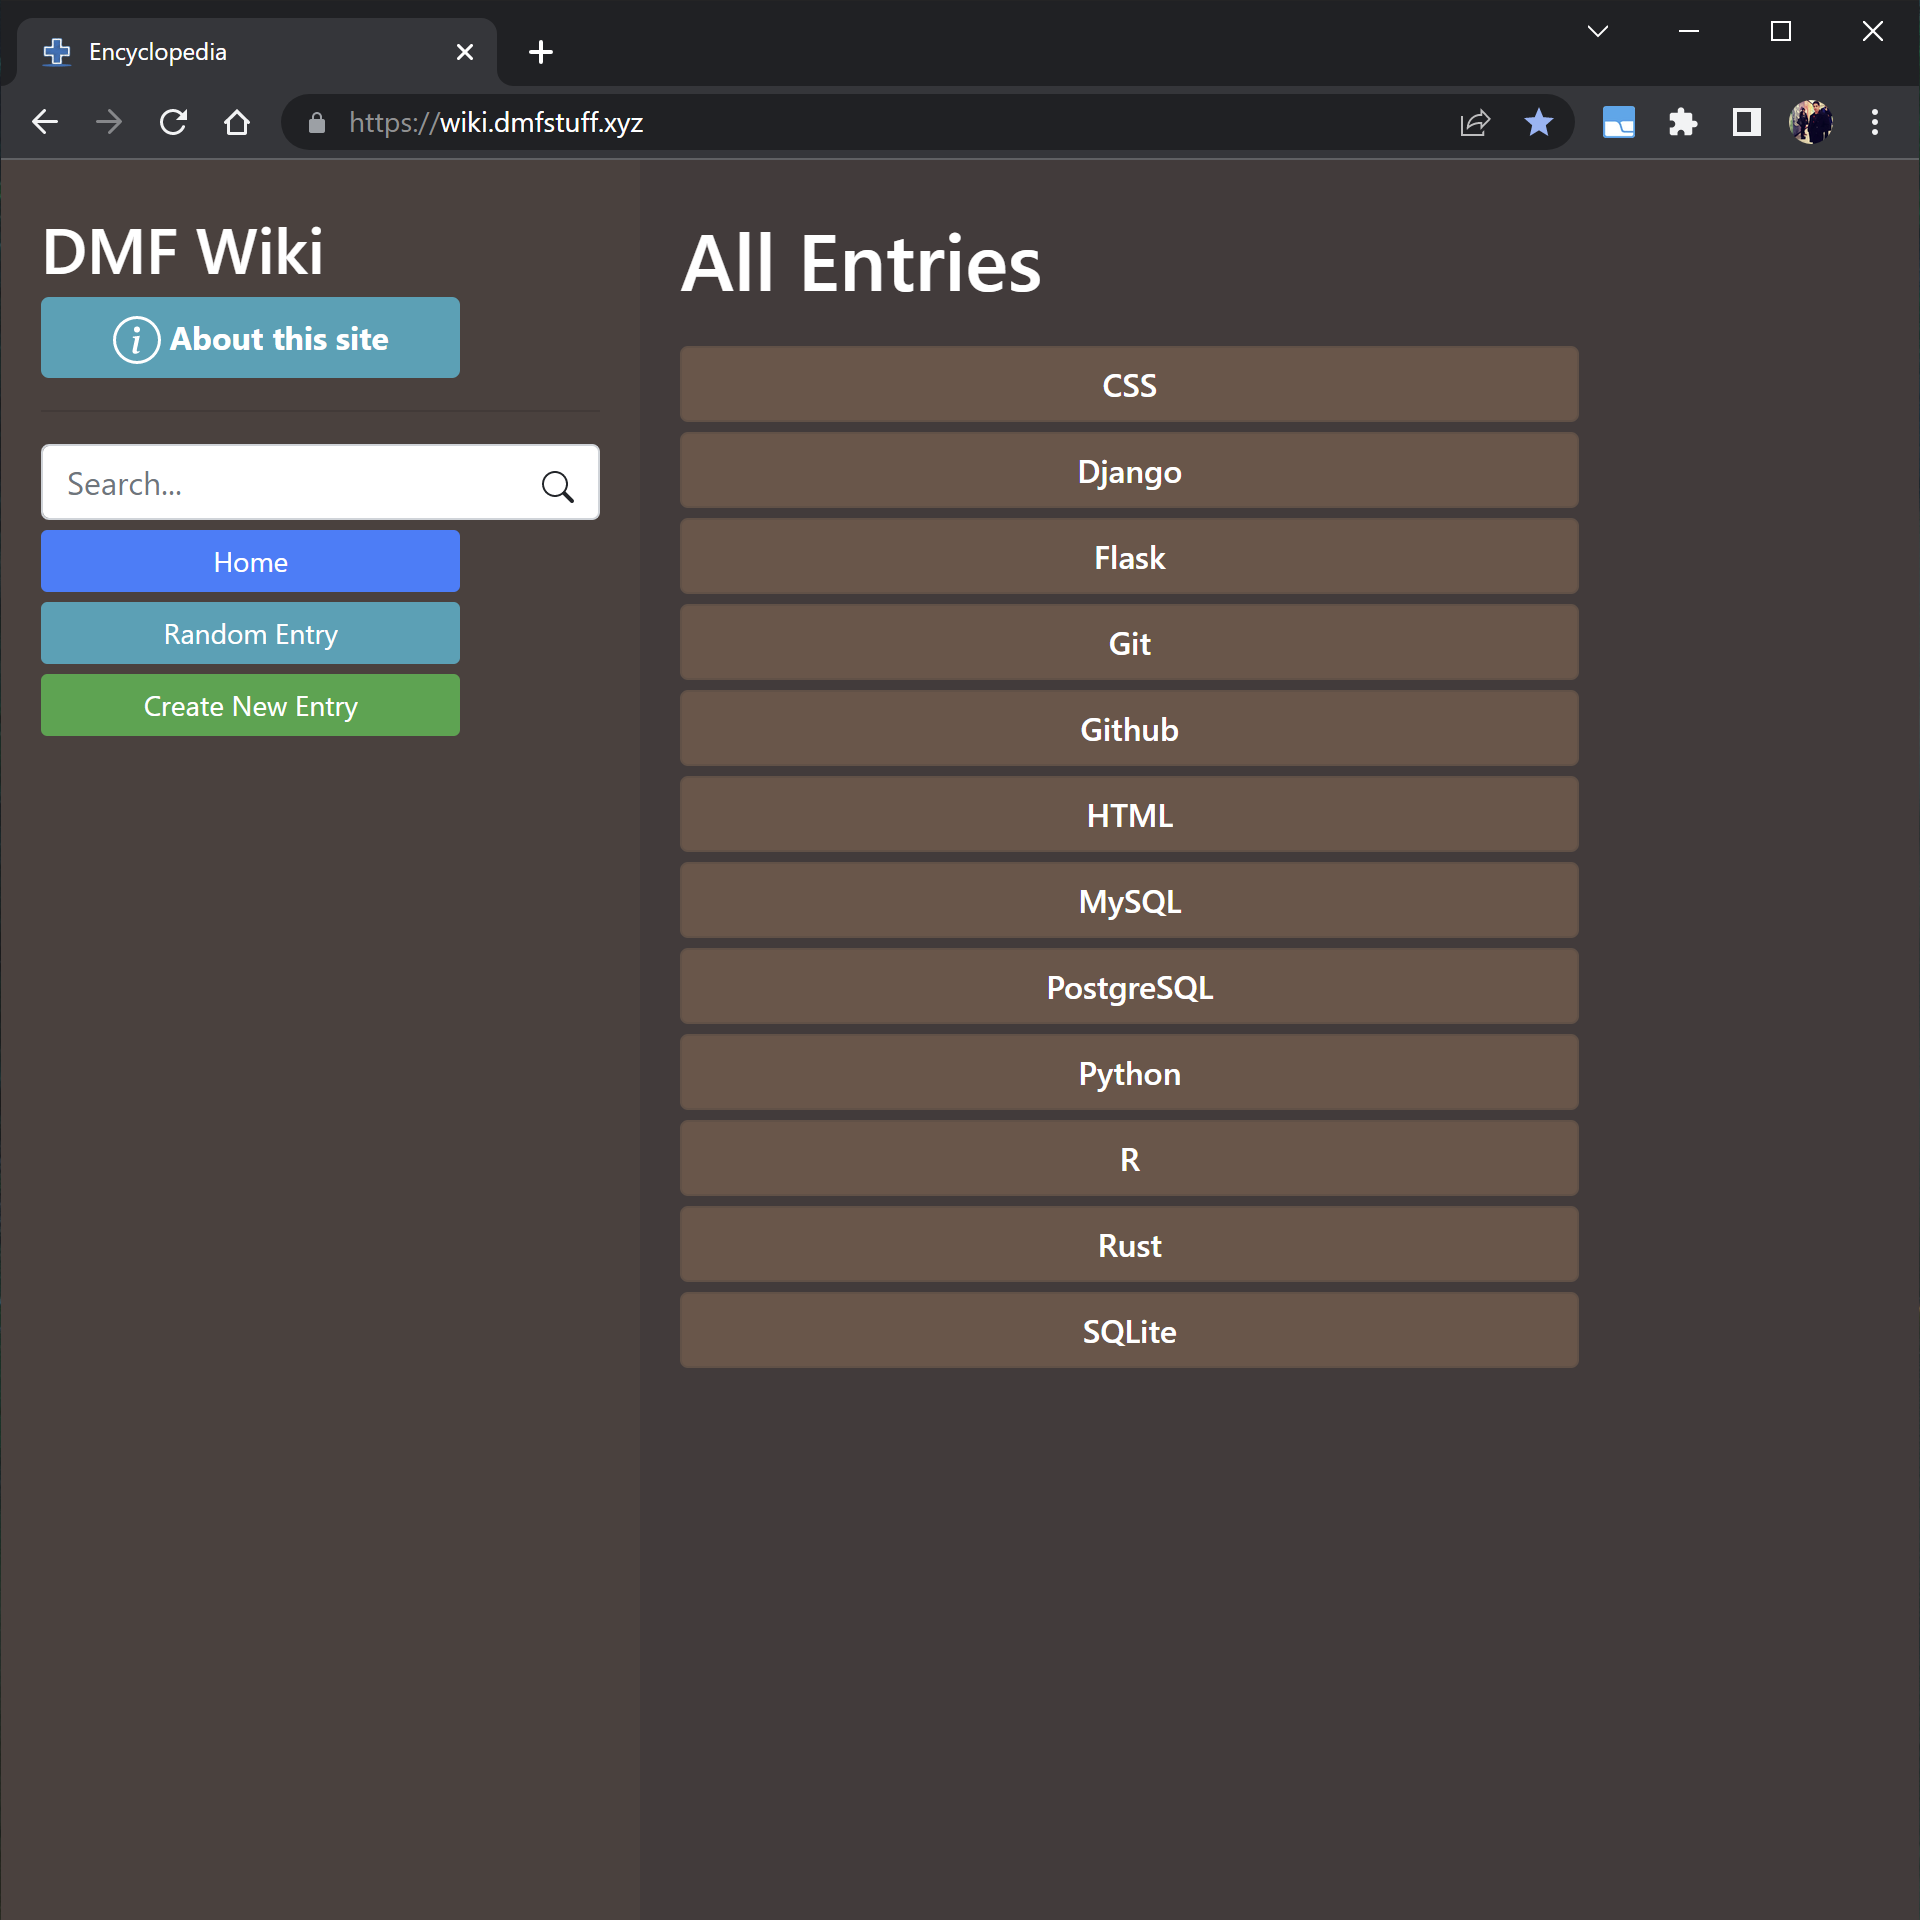 Encyclopedia
https://wiki.dmfstuff.xyz
DMF Wiki
i About this site
Search...
Home
Random Entry
Create New Entry
All Entries
CSS
Django
Flask
Git
Github
HTML
MySQL
PostgreSQL
Python
R
Rust
SQLite